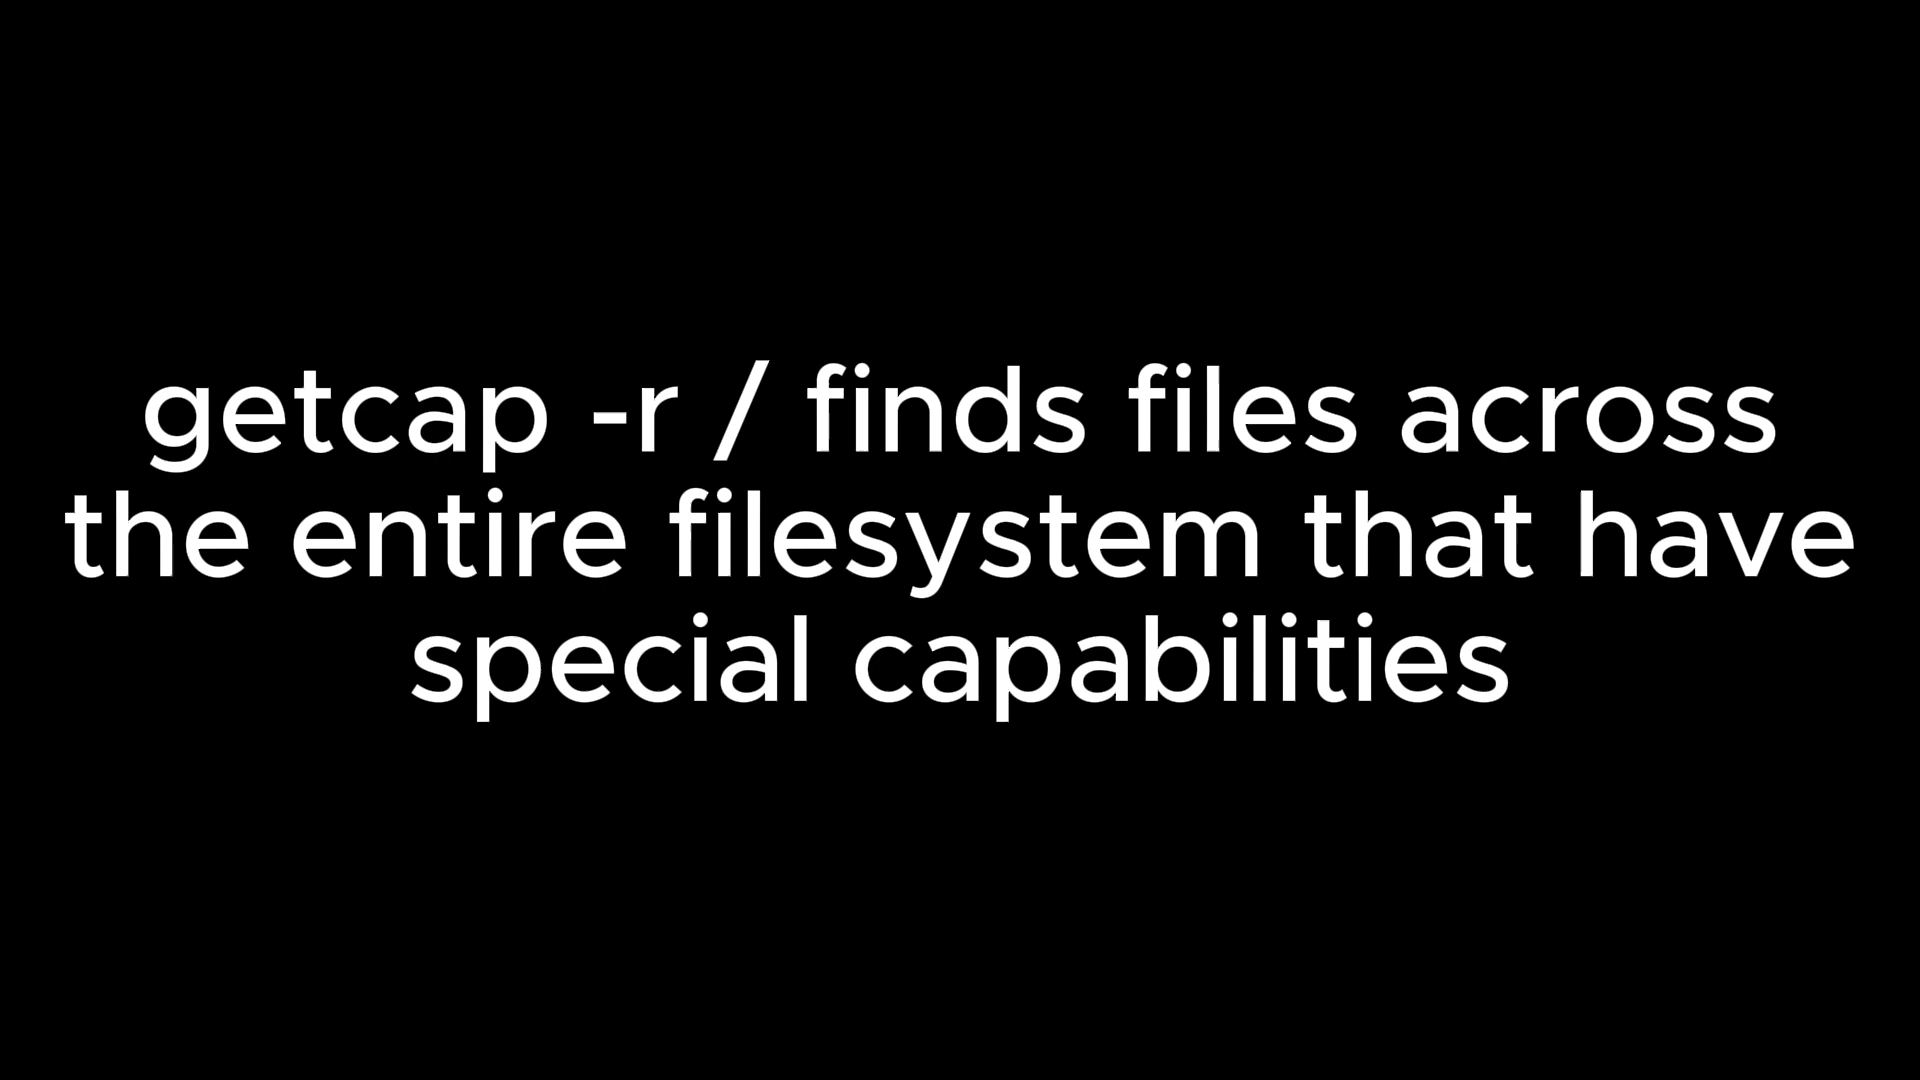 getcap -r / finds files across
the entire filesystem that have
special capabilities